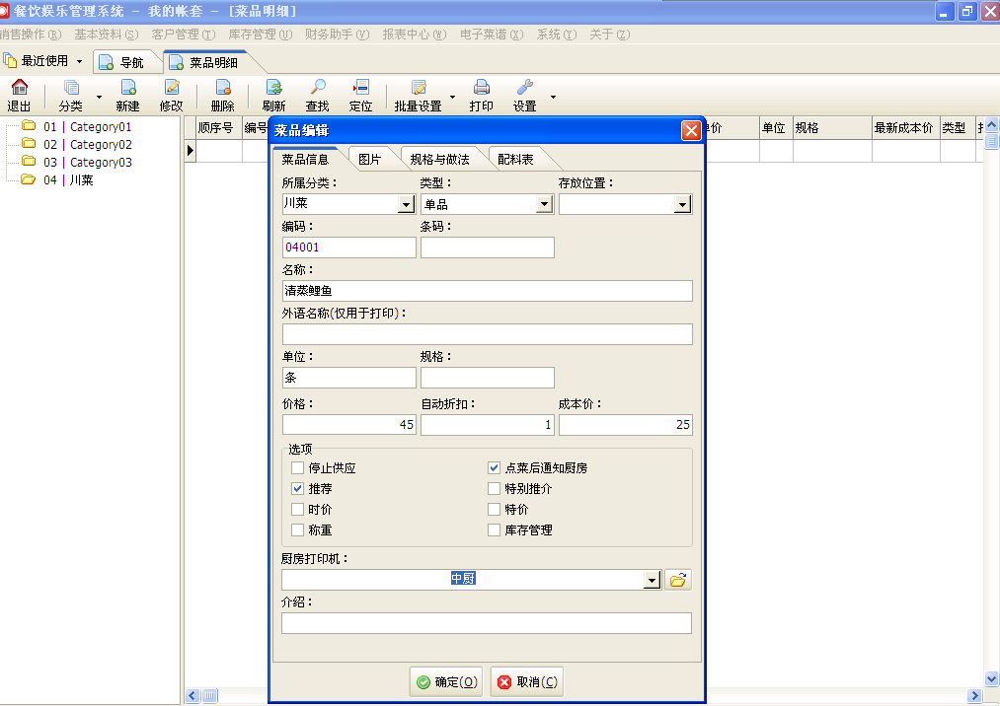 餐饮娱乐管理系统 - 我的帐套 - [菜品明细]
销售操作(R) 基本资料(S) 客户管理(T) 库存管理(U) 财务助手(V) 报表中心(W) 电子菜谱(X) 系统(Y) 关于(Z)
最近使用 导航 菜品明细
退出 分类 新建 修改 删除 刷新 查找 定位 批量设置 打印 设置
顺序号 编号 单价 单位 规格 最新成本价 类型
01 | Category01
02 | Category02
03 | Category03
04 | 川菜
菜品编辑
菜品信息 图片 规格与做法 配料表
所属分类： 类型： 存放位置：
川菜 单品
编码： 条码：
04001
名称：
清蒸鲤鱼
外语名称(仅用于打印)：
单位： 规格：
条
价格： 自动折扣： 成本价：
45 1 25
选项
停止供应 点菜后通知厨房
推荐 特别推介
时价 特价
称重 库存管理
厨房打印机：
中厨
介绍：
确定(O) 取消(C)